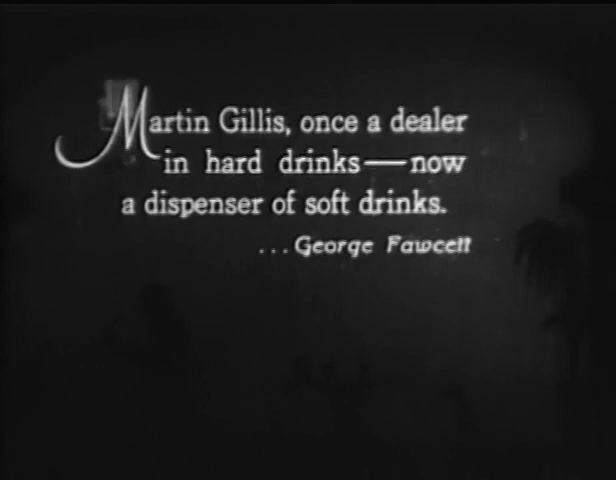 Martin Gillis, once a dealer
in hard drinks—now
a dispenser of soft drinks.
...George Fawcett